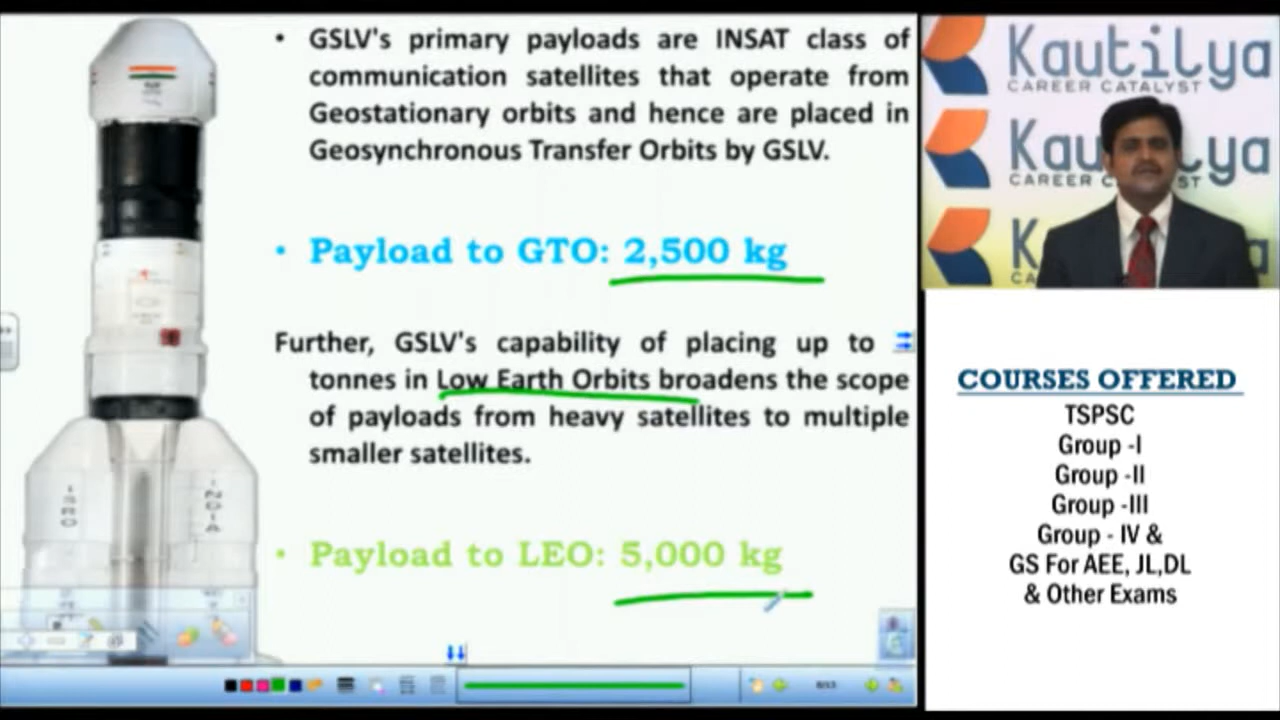 • GSLV's primary payloads are INSAT class of
communication satellites that operate from
Geostationary orbits and hence are placed in
Geosynchronous Transfer Orbits by GSLV.
• Payload to GTO: 2,500 kg
Further, GSLV's capability of placing up to
tonnes in Low Earth Orbits broadens the scope
of payloads from heavy satellites to multiple
smaller satellites.
• Payload to LEO: 5,000 kg
ISRO
INDIA
Kautilya
CAREER CATALYST
Kautilya
CAREER C ST
K
CA
COURSES OFFERED
TSPSC
Group -I
Group -II
Group -III
Group - IV &
GS For AEE, JL,DL
& Other Exams